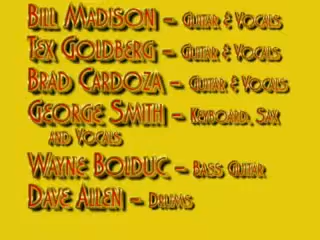 Bill Madison – Guitar & Vocals
Tex Goldberg – Guitar & Vocals
Brad Cardoza – Guitar & Vocals
George Smith – Keyboard, Sax
and Vocals
Wayne Bolduc – Bass Guitar
Dave Allen – Drums